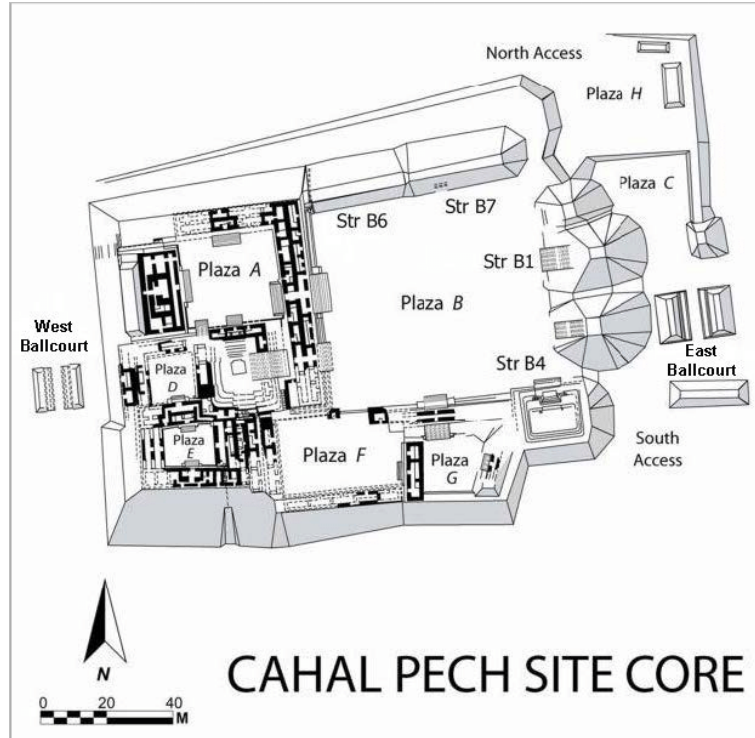 North Access
Plaza H
Plaza C
Str B6
Str B7
Plaza A
Str B1
Plaza B
West
Ballcourt
Plaza
D
Str B4
East
Ballcourt
Plaza
E
Plaza F
Plaza
G
South
Access
N
CAHAL PECH SITE CORE
0 20 40
M